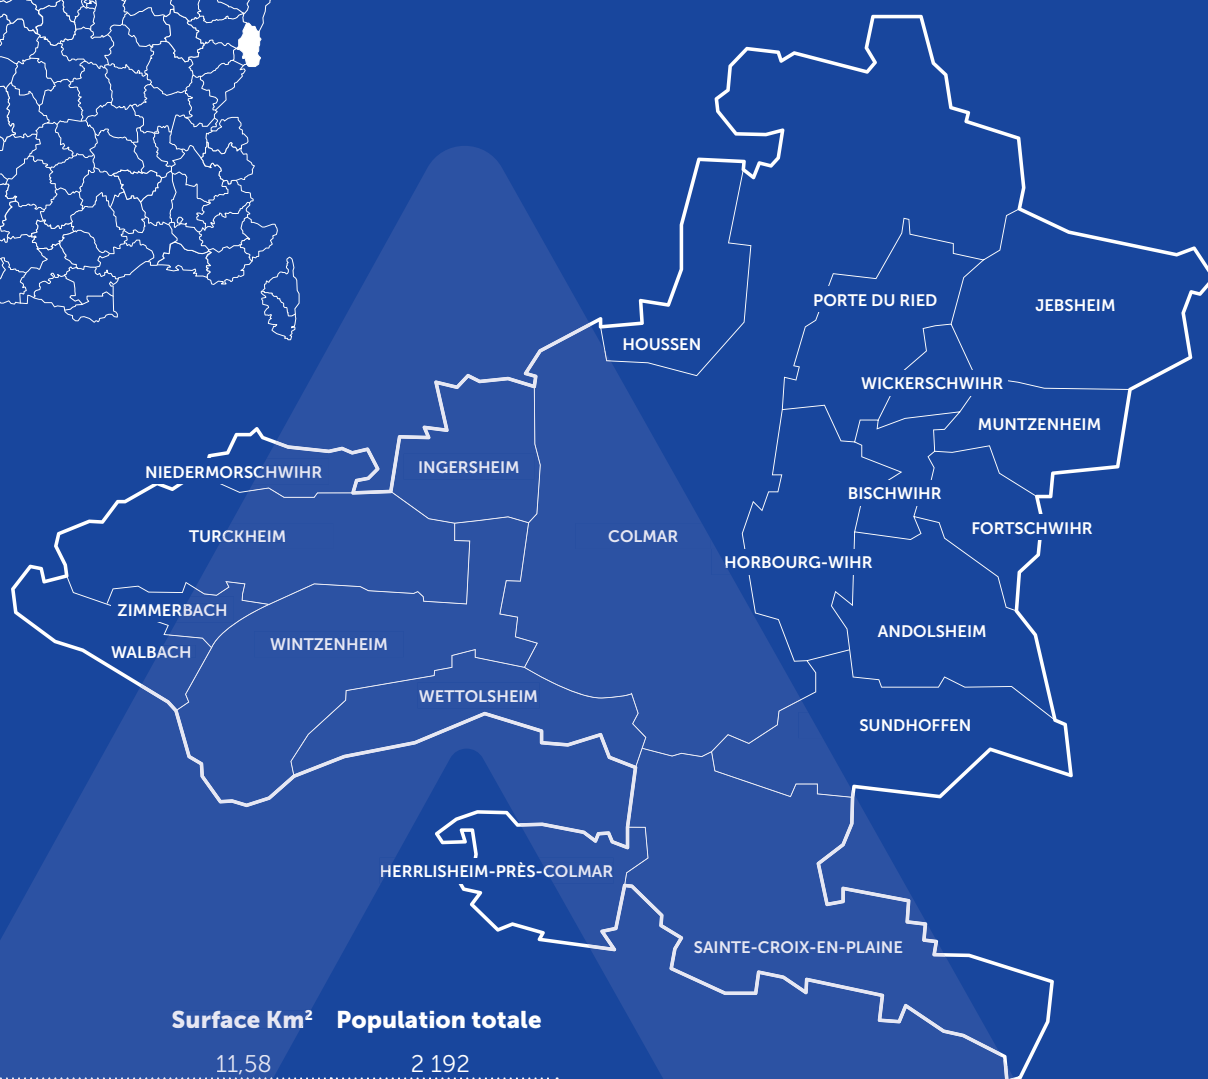 PORTE DU RIED
JEBSHEIM
HOUSSEN
WICKERSCHWIHR
MUNTZENHEIM
INGERSHEIM
NIEDERMORSCHWIHR
BISCHWIHR
FORTSCHWIHR
TURCKHEIM
COLMAR
HORBOURG-WIHR
ZIMMERBACH
ANDOLSHEIM
WINTZENHEIM
WALBACH
WETTOLSHEIM
SUNDHOFFEN
HERRLISHEIM-PRÈS-COLMAR
SAINTE-CROIX-EN-PLAINE
Surface Km² Population totale
11,58 2 192